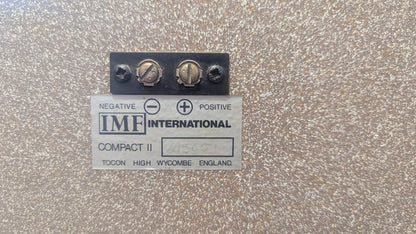 NEGATIVE ⊖ ⊕ POSITIVE
IMF INTERNATIONAL
COMPACT II
TOCON HIGH WYCOMBE ENGLAND